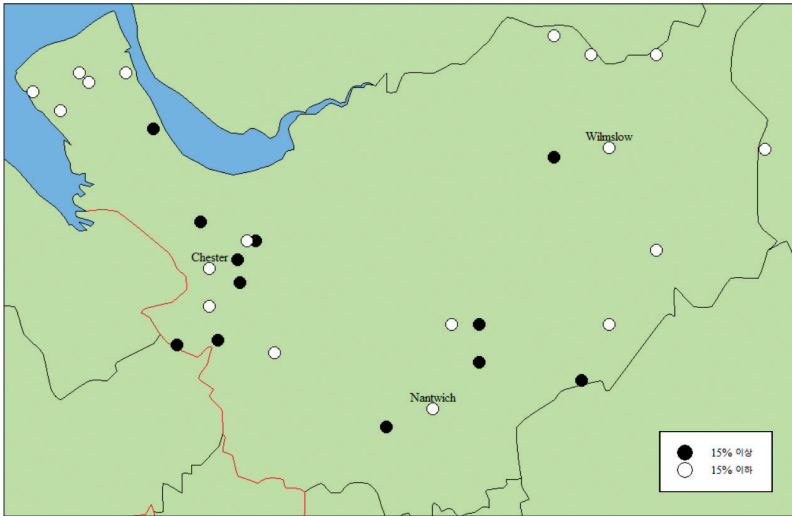 Wilmslow
Chester
Nantwich
15% 이상
15% 이하